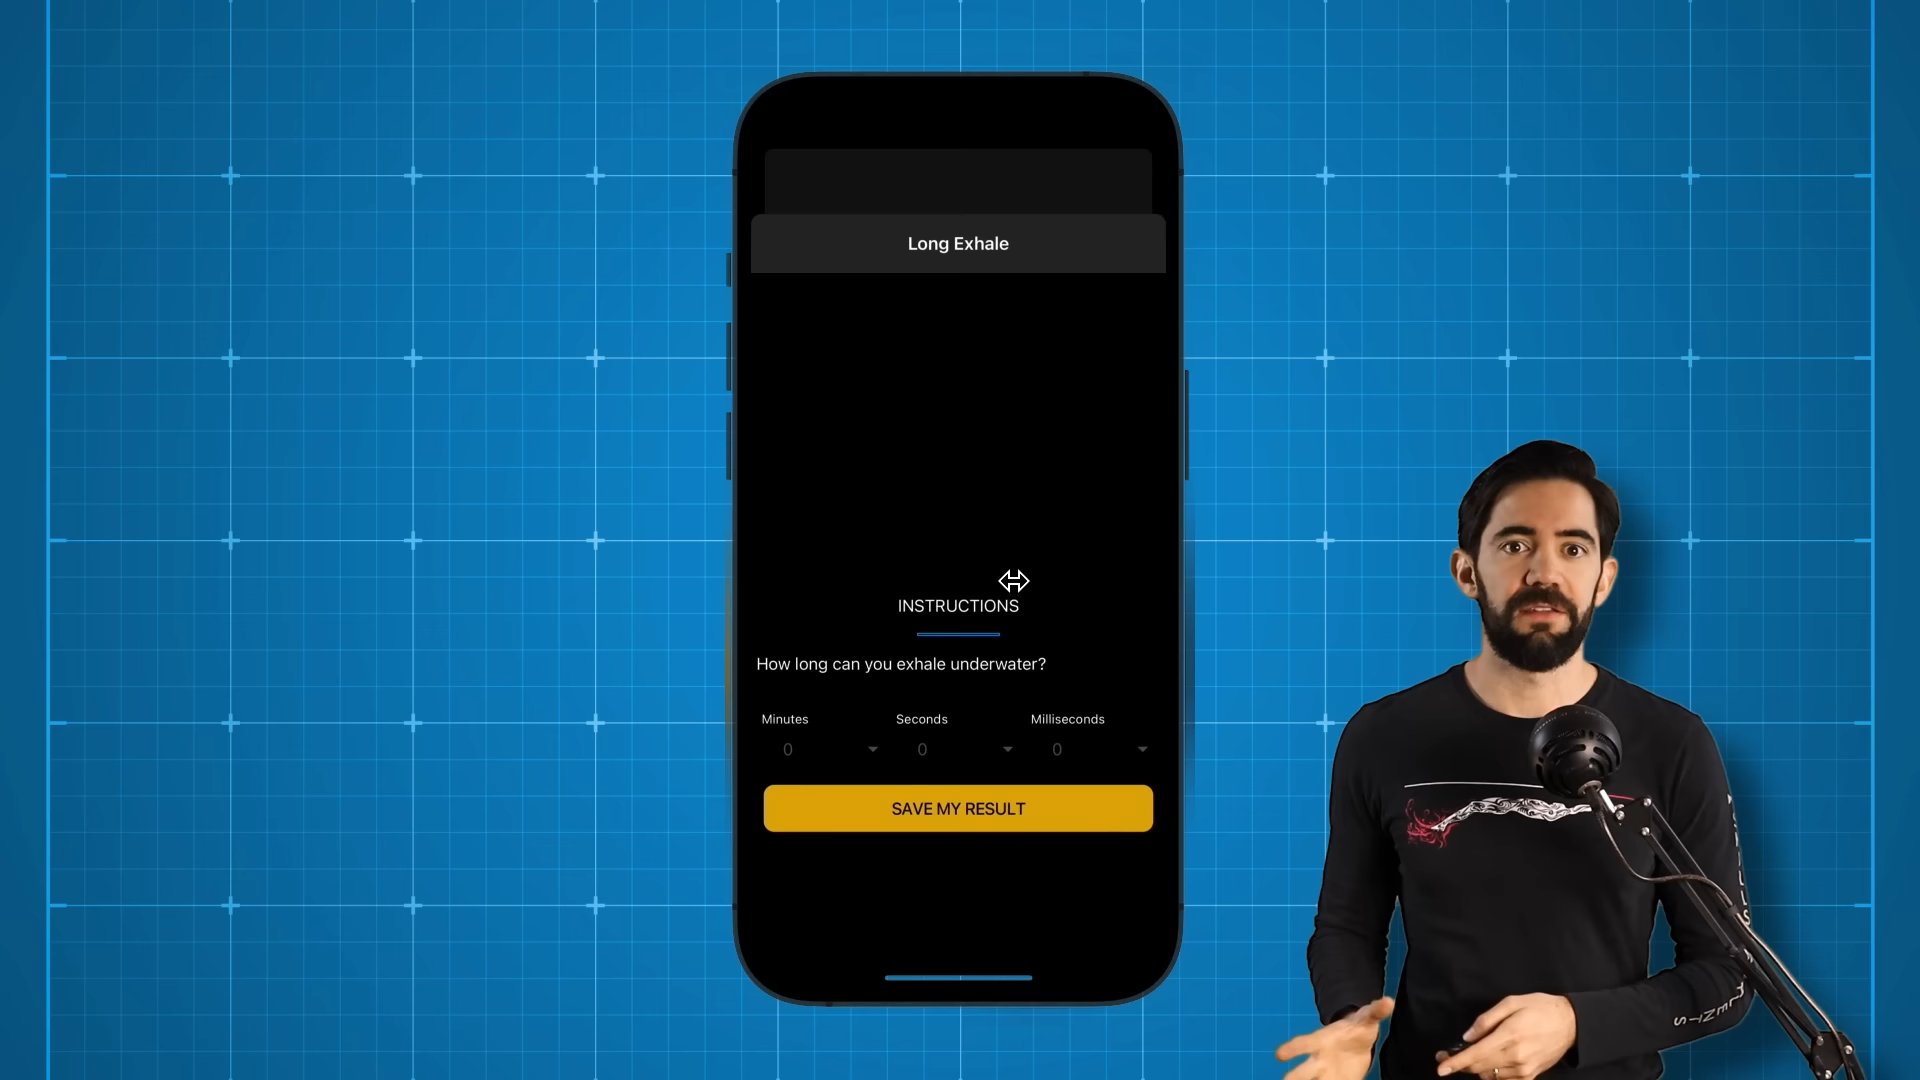 Long Exhale
INSTRUCTIONS
How long can you exhale underwater?
Minutes Seconds Milliseconds
0 0 0
SAVE MY RESULT